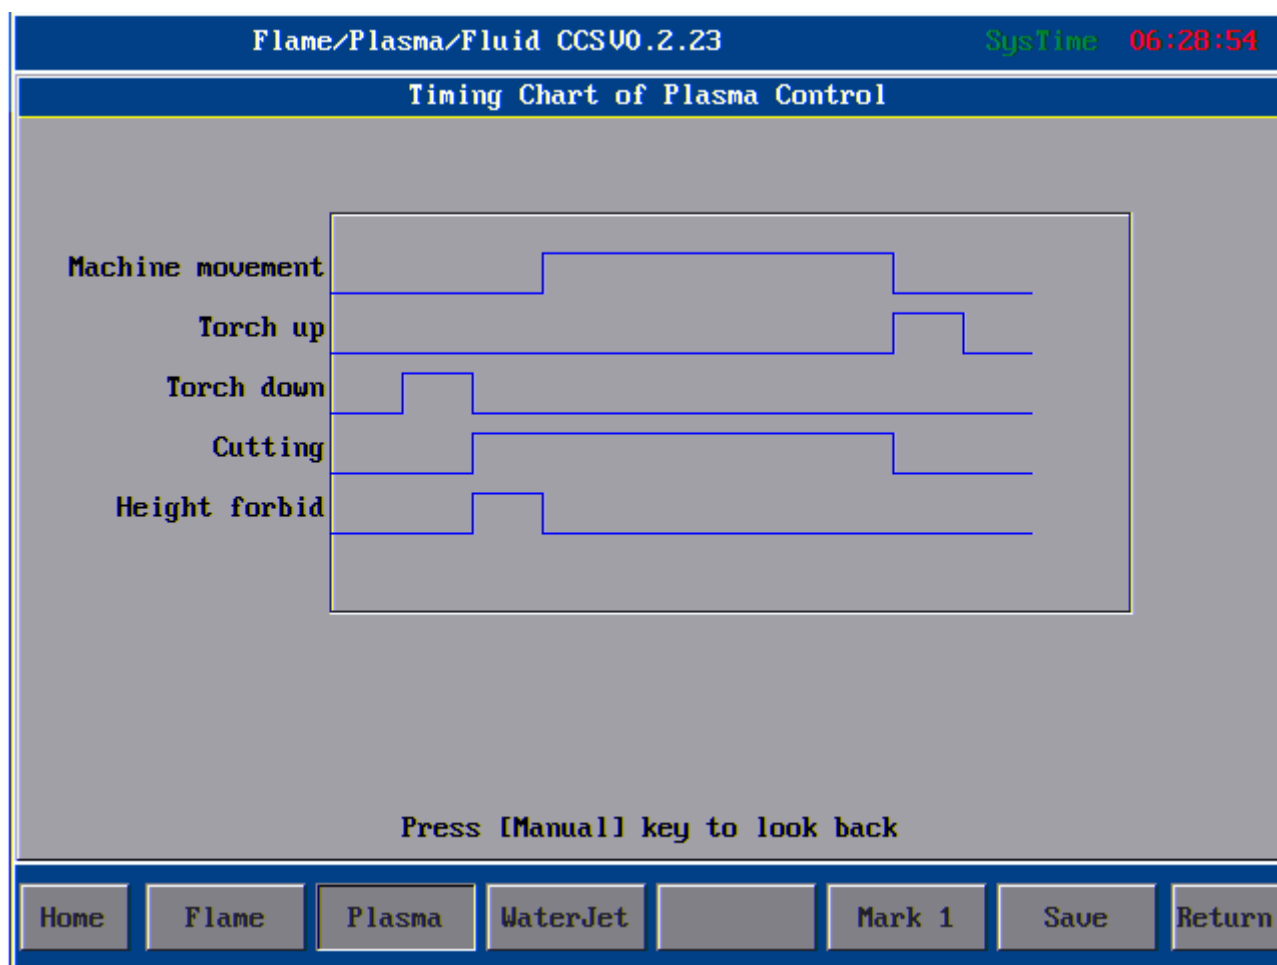 Flame/Plasma/Fluid CCSV0.2.23 SysTime 06:28:54
Timing Chart of Plasma Control
Machine movement
Torch up
Torch down
Cutting
Height forbid
Press [Manual] key to look back
Home Flame Plasma WaterJet Mark 1 Save Return